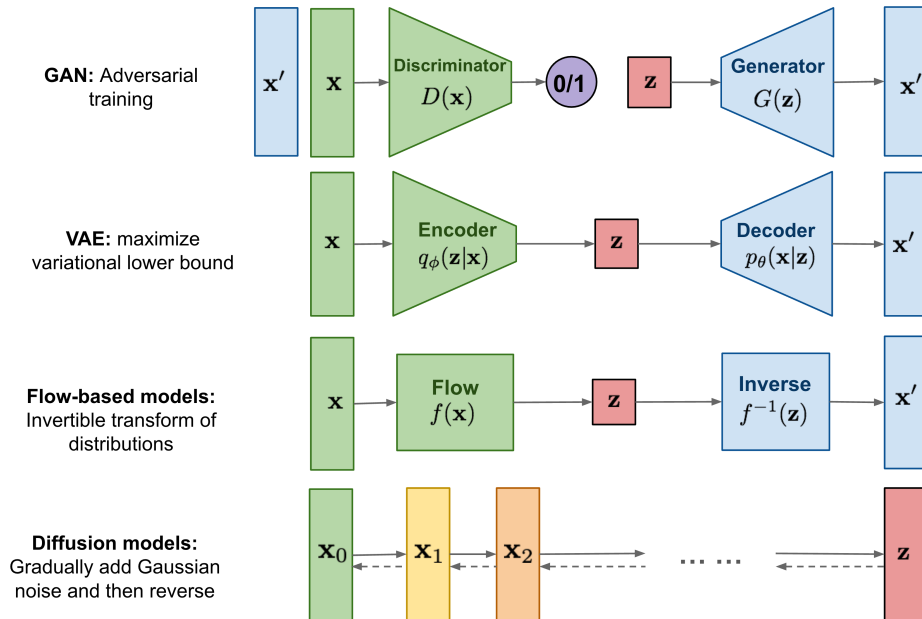 GAN: Adversarial
training
x′
x
Discriminator
D(x)
0/1
z
Generator
G(z)
x′
VAE: maximize
variational lower bound
x
Encoder
qϕ(z|x)
z
Decoder
pθ(x|z)
x′
Flow-based models:
Invertible transform of
distributions
x
Flow
f(x)
z
Inverse
f⁻¹(z)
x′
Diffusion models:
Gradually add Gaussian
noise and then reverse
x₀
x₁
x₂
... ...
z